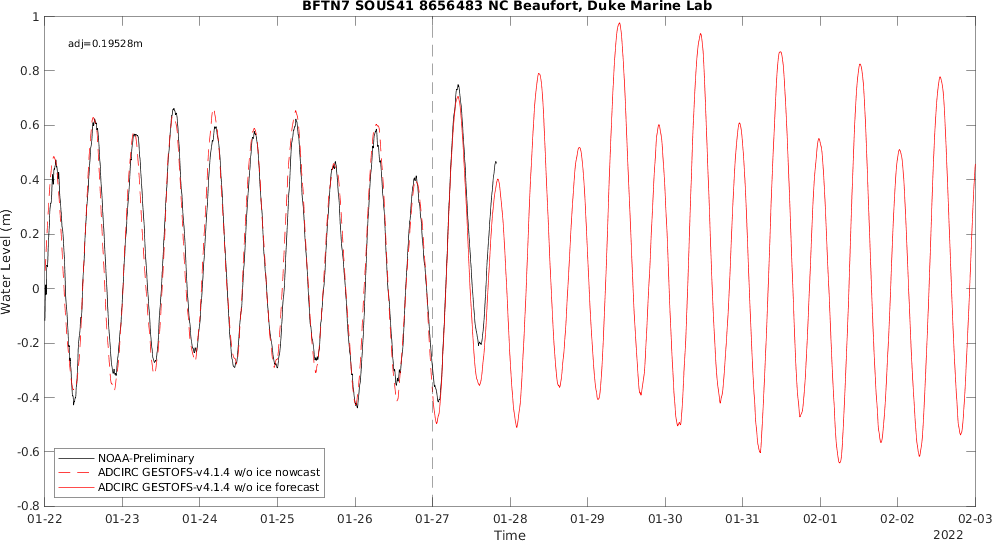 BFTN7 SOUS41 8656483 NC Beaufort, Duke Marine Lab
adj=0.19528m
1
0.8
0.6
0.4
0.2
0
-0.2
-0.4
-0.6
-0.8
Water Level (m)
NOAA-Preliminary
ADCIRC GESTOFS-v4.1.4 w/o ice nowcast
ADCIRC GESTOFS-v4.1.4 w/o ice forecast
01-22 01-23 01-24 01-25 01-26 01-27 01-28 01-29 01-30 01-31 02-01 02-02 02-03
Time
2022